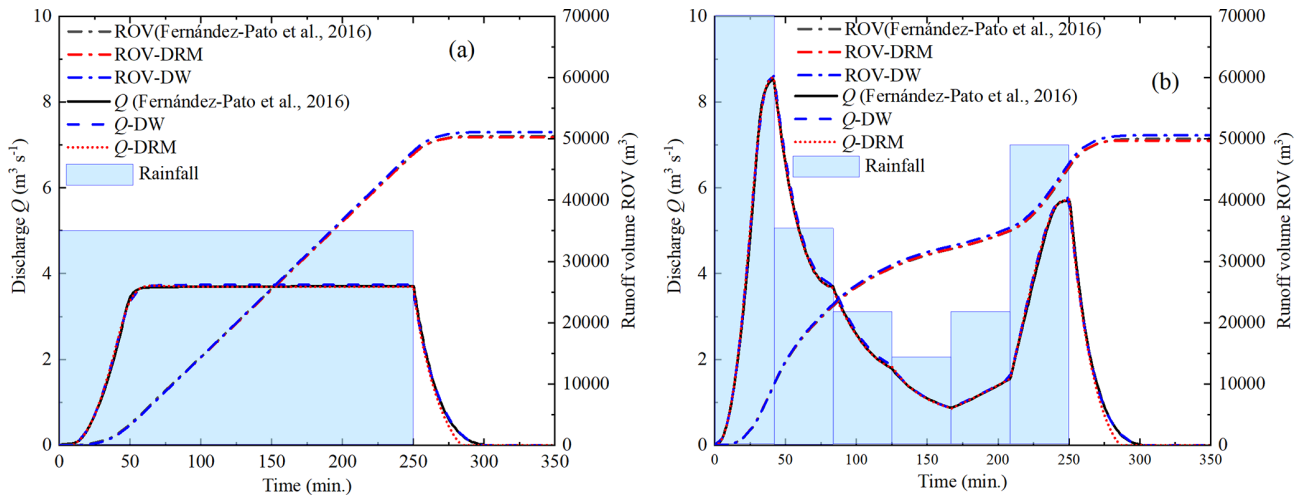 10
8
6
4
2
0
Discharge Q (m³ s⁻¹)
ROV(Fernández-Pato et al., 2016)
ROV-DRM
ROV-DW
Q (Fernández-Pato et al., 2016)
Q-DW
Q-DRM
Rainfall
(a)
70000
60000
50000
40000
30000
20000
10000
0
Runoff volume ROV (m³)
0 50 100 150 200 250 300 350
Time (min.)
10
8
6
4
2
0
Discharge Q (m³ s⁻¹)
ROV(Fernández-Pato et al., 2016)
ROV-DRM
ROV-DW
Q (Fernández-Pato et al., 2016)
Q-DW
Q-DRM
Rainfall
(b)
70000
60000
50000
40000
30000
20000
10000
0
Runoff volume ROV (m³)
0 50 100 150 200 250 300 350
Time (min.)